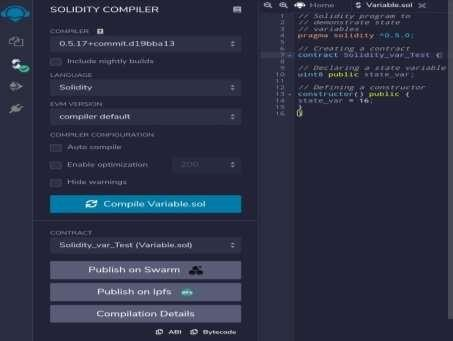 SOLIDITY COMPILER
COMPILER
0.5.17+commit.d19bba13
Include nightly builds
LANGUAGE
Solidity
EVM VERSION
compiler default
COMPILER CONFIGURATION
Auto compile
Enable optimization 200
Hide warnings
Compile Variable.sol
CONTRACT
Solidity_var_Test (Variable.sol)
Publish on Swarm
Publish on Ipfs
Compilation Details
ABI Bytecode
Home Variable.sol
1 // Solidity program to
2 // demonstrate state
3 // variables
4 pragma solidity ^0.5.0;
5
6 // Creating a contract
7 contract Solidity_var_Test {
8
9 // Declaring a state variable
10 uint8 public state_var;
11
12 // Defining a constructor
13 constructor() public {
14 state_var = 16;
15 }
16 }